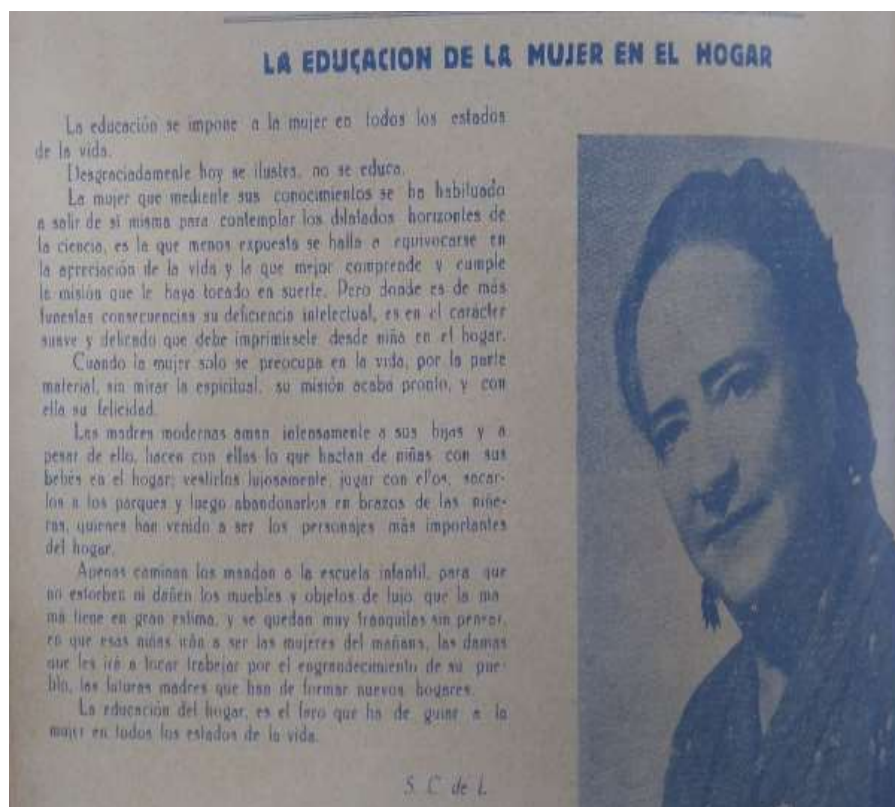 LA EDUCACION DE LA MUJER EN EL HOGAR
La educación se impone a la mujer en todos los estados
de la vida.
Desgraciadamente hoy se ilustra, no se educa.
La mujer que mediente sus conocimientos se ha habituado
a salir de si misma para contemplar los dilatados horizontes de
la ciencia, es la que menos expuesta se halla a equivocarse en
la apreciación de la vida y la que mejor comprende y cumple
la misión que le haya tocado en suerte. Pero donde es de más
funestas consecuencias su deficiencia intelectual, es en el carácter
suave y delicado que debe imprimirsele desde niña en el hogar.
Cuando la mujer solo se preocupa en la vida, por la parte
material, sin mirar la espiritual, su misión acaba pronto, y con
ella su felicidad.
Las madres modernas aman intensamente a sus hijas y a
pesar de ello, hacen con ellas lo que hacían de niñas con sus
bebés en el hogar; vestirlos lujosamente, jugar con el'os, sacar-
los a los parques y luego abandonarlos en brazos de las niñe-
ras, quienes han venido a ser los personajes más importantes
del hogar.
Apenas caminan los mandan a la escuela infantil, para que
no estorben ni dañen los muebles y objetos de lujo, que la ma
má tiene en gran estima, y se quedan muy tranquilas sin pensar,
en que esas niñas irán a ser las mujeres del mañana, las damas
que les irá a tocar trabajar por el engrandecimiento de su pue-
blo, las futuras madres que han de formar nuevos hogares.
La educación del hogar, es el faro que ha de guiar a la
mujer en todos los estados de la vida.
S. C de L